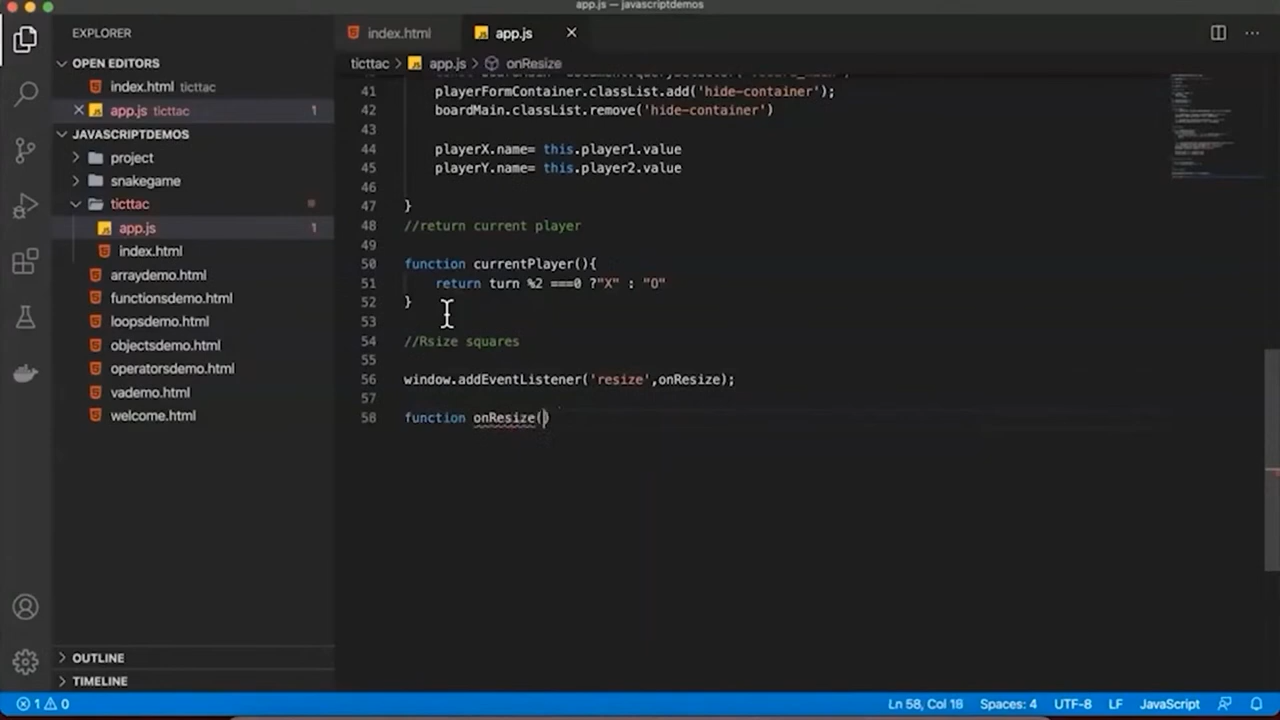 app.js — javascriptdemos
EXPLORER
index.html
app.js
OPEN EDITORS
ticttac
app.js
onResize
index.html ticttac
app.js ticttac 1
JAVASCRIPTDEMOS
project
snakegame
ticttac
app.js 1
index.html
arraydemo.html
functionsdemo.html
loopsdemo.html
objectsdemo.html
operatorsdemo.html
vademo.html
welcome.html
OUTLINE
TIMELINE
41 playerFormContainer.classList.add('hide-container');
42 boardMain.classList.remove('hide-container')
43
44 playerX.name= this.player1.value
45 playerY.name= this.player2.value
46
47 }
48 //return current player
49
50 function currentPlayer(){
51 return turn %2 ===0 ?"X" : "O"
52 }
53
54 //Rsize squares
55
56 window.addEventListener('resize',onResize);
57
58 function onResize()
1 0
Ln 58, Col 18
Spaces: 4
UTF-8
LF
JavaScript